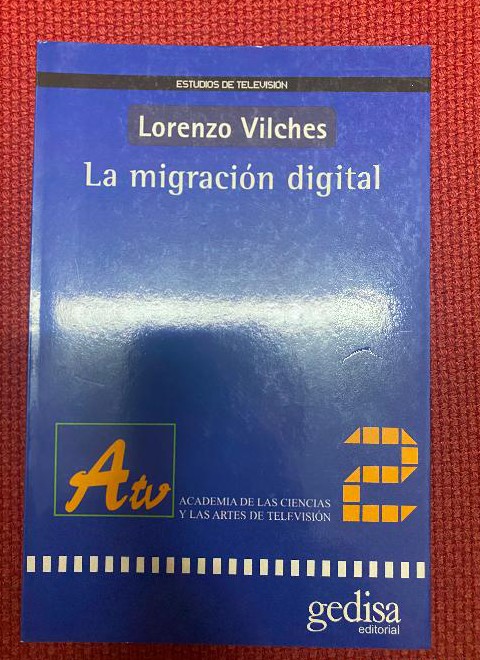 ESTUDIOS DE TELEVISIÓN
Lorenzo Vilches
La migración digital
Atv
ACADEMIA DE LAS CIENCIAS
Y LAS ARTES DE TELEVISIÓN
2
gedisa
editorial